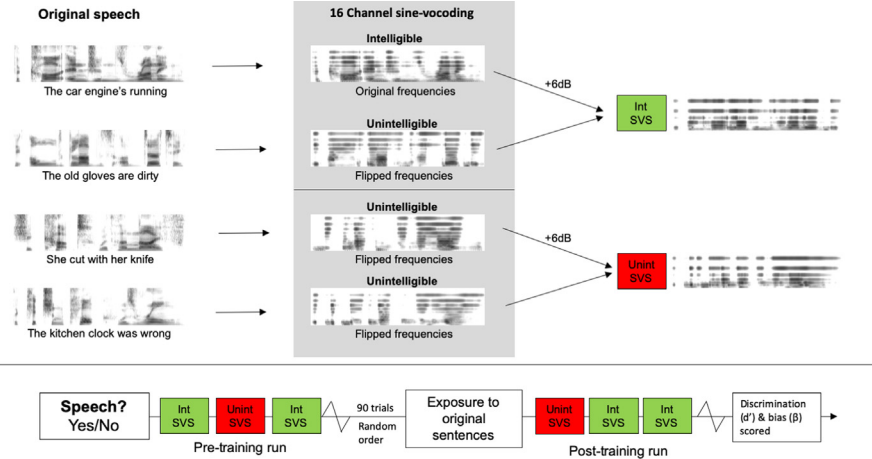 Original speech
16 Channel sine-vocoding
Intelligible
The car engine's running
Original frequencies
+6dB
Int
SVS
Unintelligible
The old gloves are dirty
Flipped frequencies
Unintelligible
She cut with her knife
Flipped frequencies
+6dB
Unint
SVS
Unintelligible
The kitchen clock was wrong
Flipped frequencies
Speech?
Yes/No
Int
SVS
Unint
SVS
Int
SVS
Pre-training run
90 trials
Random
order
Exposure to
original
sentences
Unint
SVS
Int
SVS
Int
SVS
Post-training run
Discrimination
(d') & bias (β)
scored